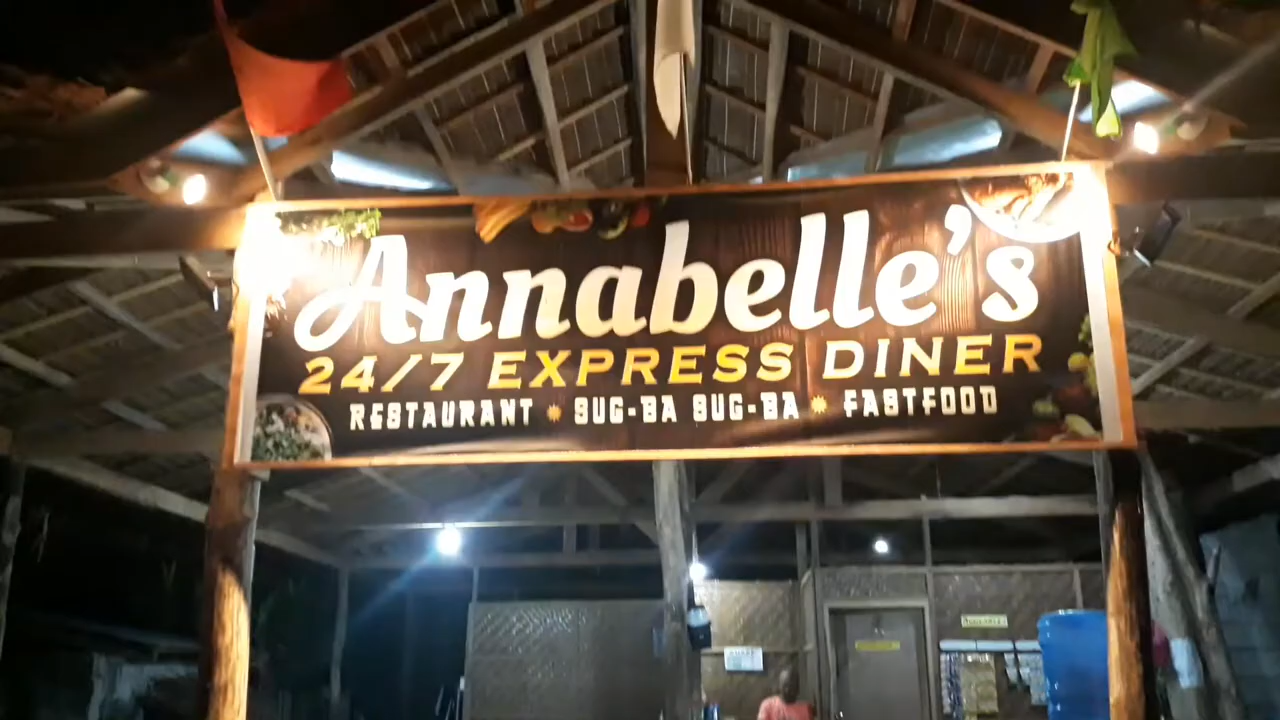 Annabelle's
24/7 EXPRESS DINER
RESTAURANT * SUG-BA SUG-BA * FASTFOOD